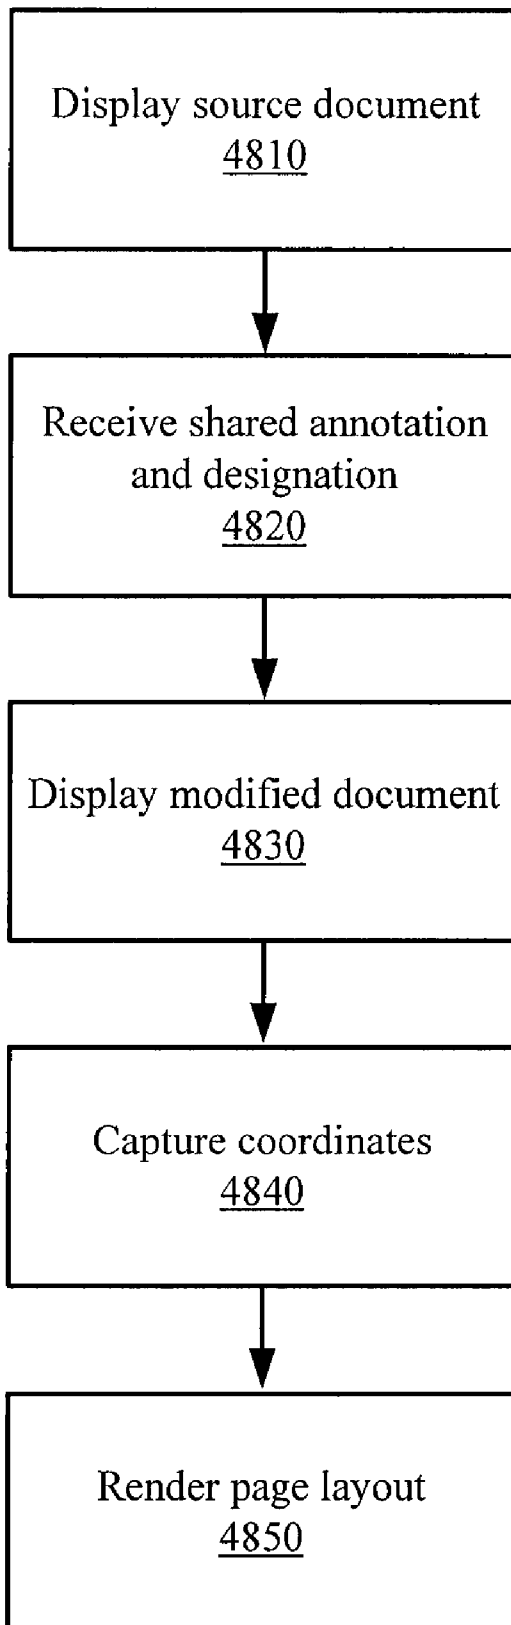 Display source document
4810
Receive shared annotation
and designation
4820
Display modified document
4830
Capture coordinates
4840
Render page layout
4850